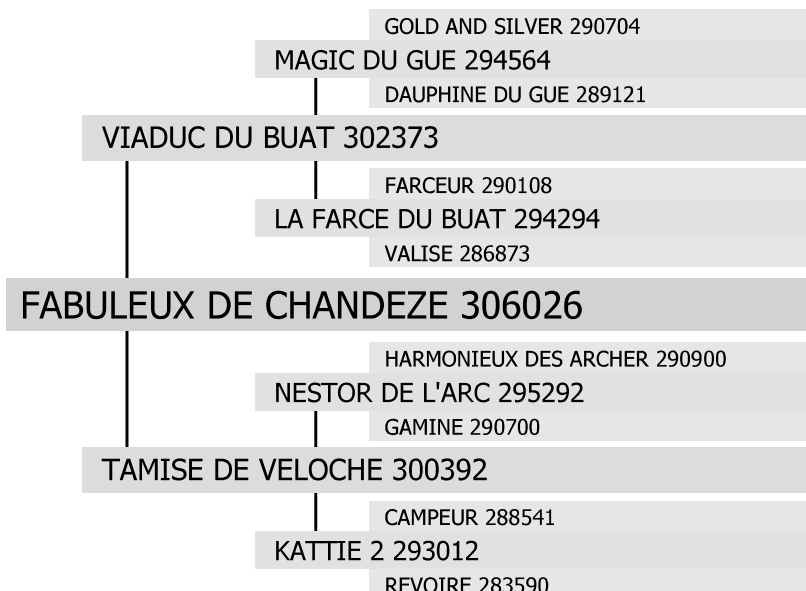 GOLD AND SILVER 290704
MAGIC DU GUE 294564
DAUPHINE DU GUE 289121
VIADUC DU BUAT 302373
FARCEUR 290108
LA FARCE DU BUAT 294294
VALISE 286873
FABULEUX DE CHANDEZE 306026
HARMONIEUX DES ARCHER 290900
NESTOR DE L'ARC 295292
GAMINE 290700
TAMISE DE VELOCHE 300392
CAMPEUR 288541
KATTIE 2 293012
REVOIRE 283590